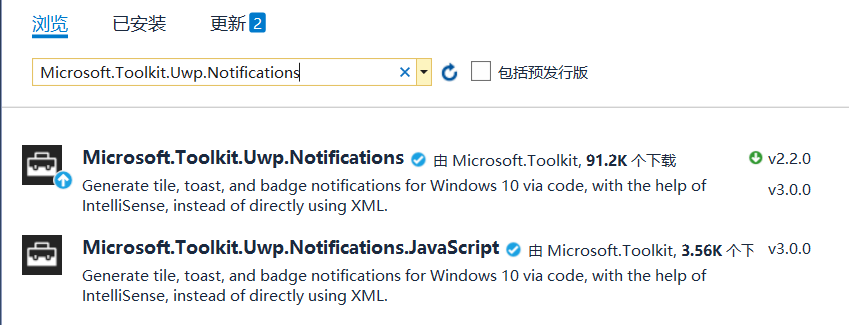 浏览 已安装 更新 2
Microsoft.Toolkit.Uwp.Notifications 包括预发行版
Microsoft.Toolkit.Uwp.Notifications 由 Microsoft.Toolkit, 91.2K 个下载 v2.2.0
Generate tile, toast, and badge notifications for Windows 10 via code, with the help of v3.0.0
IntelliSense, instead of directly using XML.
Microsoft.Toolkit.Uwp.Notifications.JavaScript 由 Microsoft.Toolkit, 3.56K 个下 v3.0.0
Generate tile, toast, and badge notifications for Windows 10 via code, with the help of
IntelliSense, instead of directly using XML.